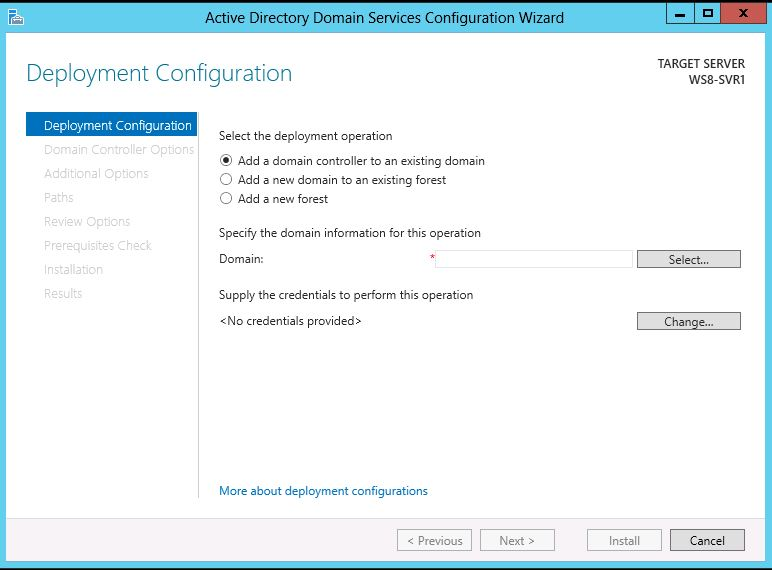 Active Directory Domain Services Configuration Wizard
Deployment Configuration
TARGET SERVER
WS8-SVR1
Deployment Configuration
Domain Controller Options
Additional Options
Paths
Review Options
Prerequisites Check
Installation
Results
Select the deployment operation
Add a domain controller to an existing domain
Add a new domain to an existing forest
Add a new forest
Specify the domain information for this operation
Domain: * Select...
Supply the credentials to perform this operation
<No credentials provided> Change...
More about deployment configurations
< Previous Next > Install Cancel